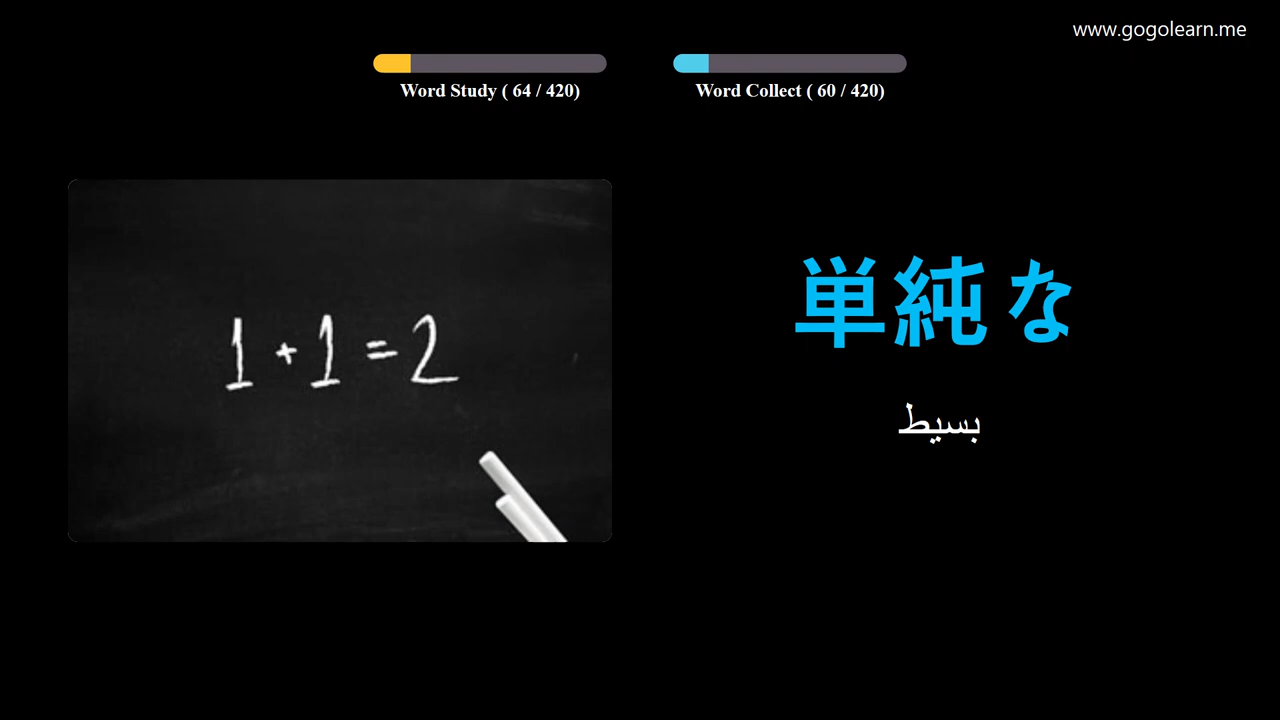 www.gogolearn.me
Word Study ( 64 / 420)
Word Collect ( 60 / 420)
1 + 1 = 2
単純な
بسيط